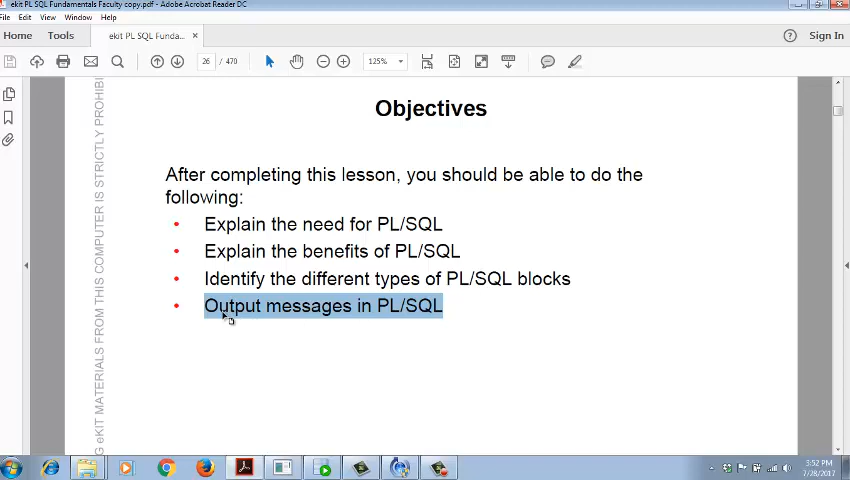 ekit PL SQL Fundamentals Faculty copy.pdf - Adobe Acrobat Reader DC
File Edit View Window Help
Home Tools ekit PL SQL Funda... × Sign In
26 / 470 125%
G eKIT MATERIALS FROM THIS COMPUTER IS STRICTLY PROHIB
Objectives
After completing this lesson, you should be able to do the
following:
• Explain the need for PL/SQL
• Explain the benefits of PL/SQL
• Identify the different types of PL/SQL blocks
• Output messages in PL/SQL
3:52 PM
7/28/2017